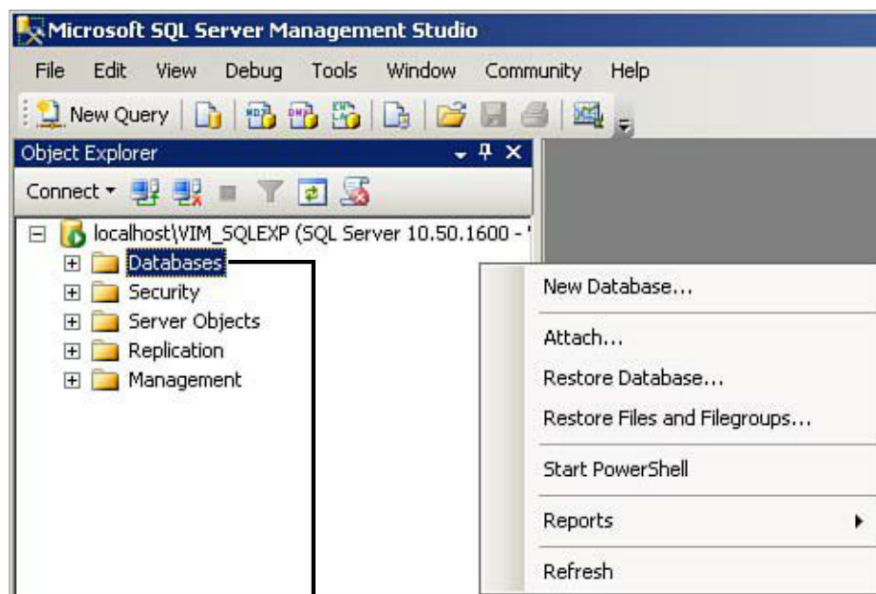 Microsoft SQL Server Management Studio
File Edit View Debug Tools Window Community Help
New Query
Object Explorer
Connect
localhost\VIM_SQLEXP (SQL Server 10.50.1600 - '
Databases
Security
Server Objects
Replication
Management
New Database...
Attach...
Restore Database...
Restore Files and Filegroups...
Start PowerShell
Reports
Refresh